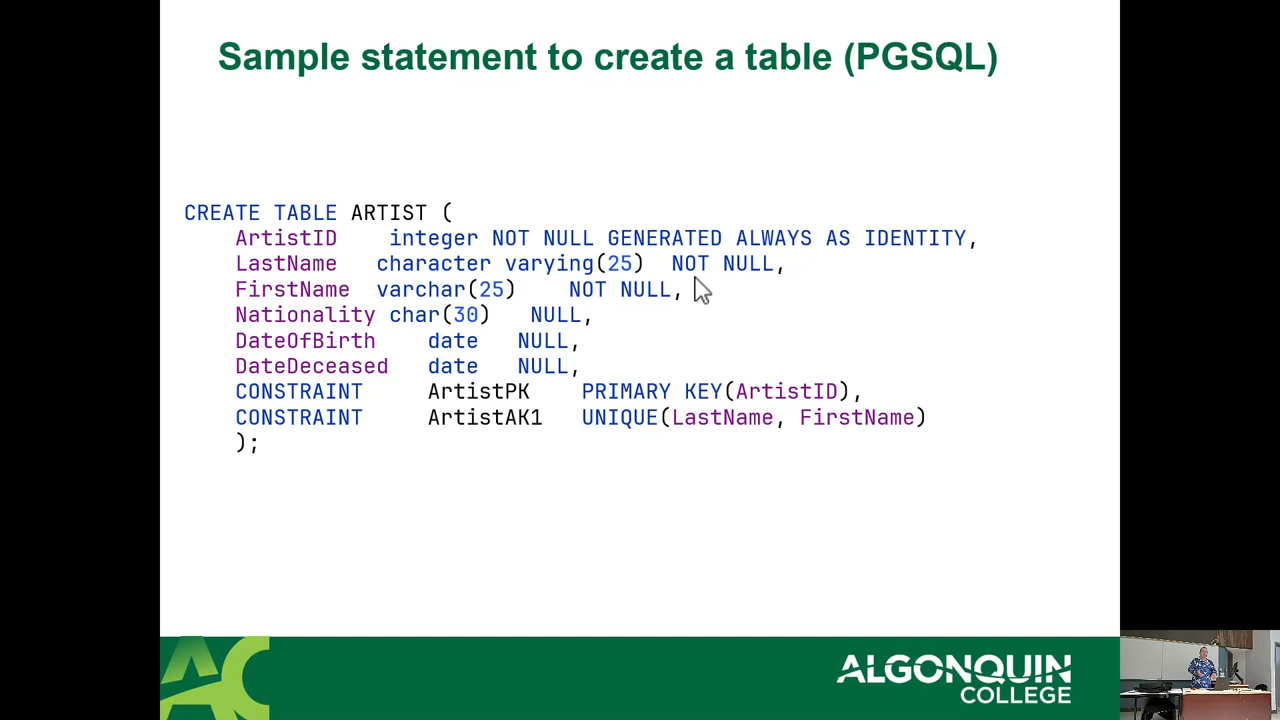 Sample statement to create a table (PGSQL)
CREATE TABLE ARTIST (
ArtistID integer NOT NULL GENERATED ALWAYS AS IDENTITY,
LastName character varying(25) NOT NULL,
FirstName varchar(25) NOT NULL,
Nationality char(30) NULL,
DateOfBirth date NULL,
DateDeceased date NULL,
CONSTRAINT ArtistPK PRIMARY KEY(ArtistID),
CONSTRAINT ArtistAK1 UNIQUE(LastName, FirstName)
);
AC
ALGONQUIN
COLLEGE